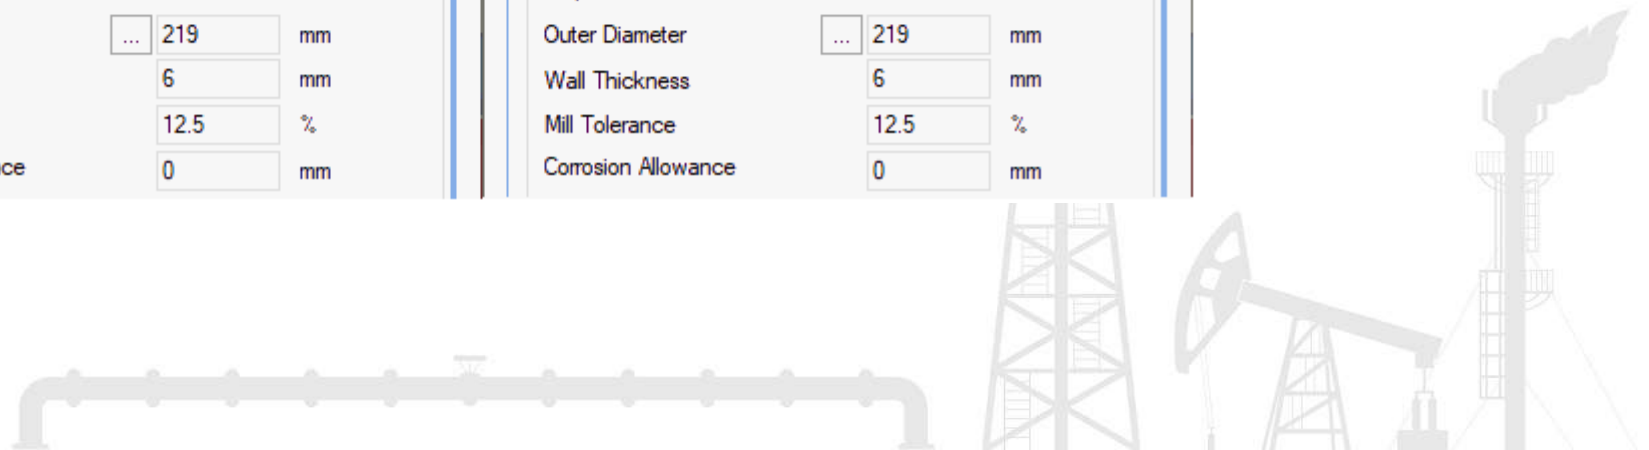 ... 219 mm
6 mm
12.5 %
0 mm
Outer Diameter ... 219 mm
Wall Thickness 6 mm
Mill Tolerance 12.5 %
Corrosion Allowance 0 mm